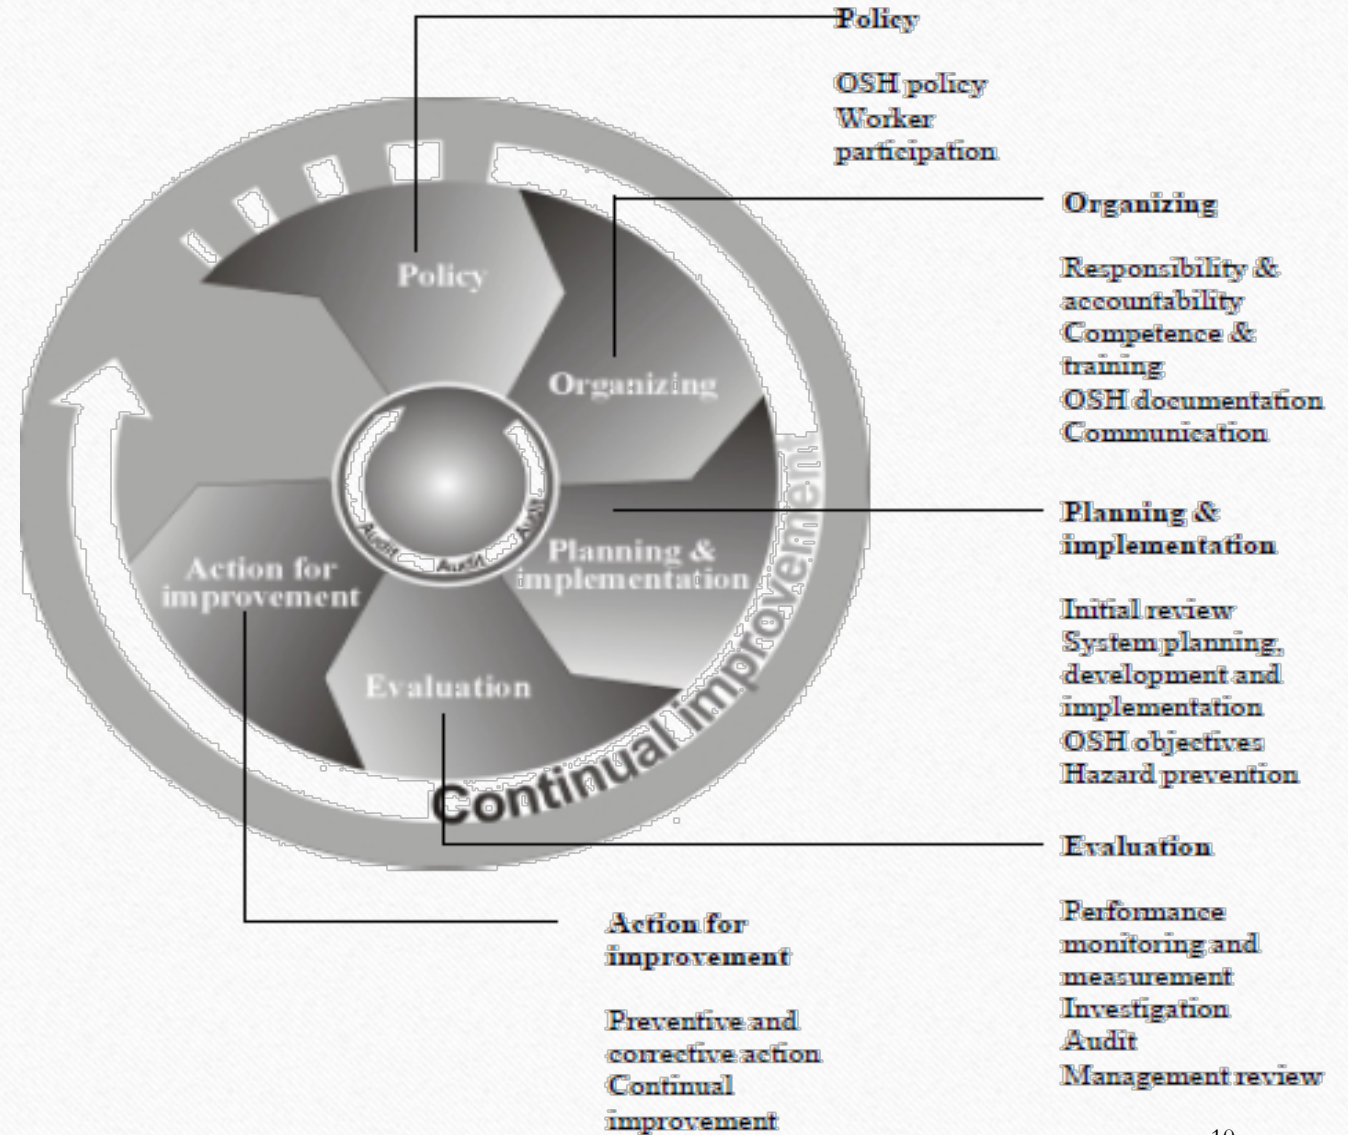 Policy
OSH policy
Worker
participation
Organizing
Responsibility &
accountability
Competence &
training
OSH documentation
Communication
Planning &
implementation
Initial review
System planning,
development and
implementation
OSH objectives
Hazard prevention
Evaluation
Performance
monitoring and
measurement
Investigation
Audit
Management review
Action for
improvement
Preventive and
corrective action
Continual
improvement
Policy
Organizing
Planning &
implementation
Evaluation
Action for
improvement
Audit
Audit
Audit
Continual improvement